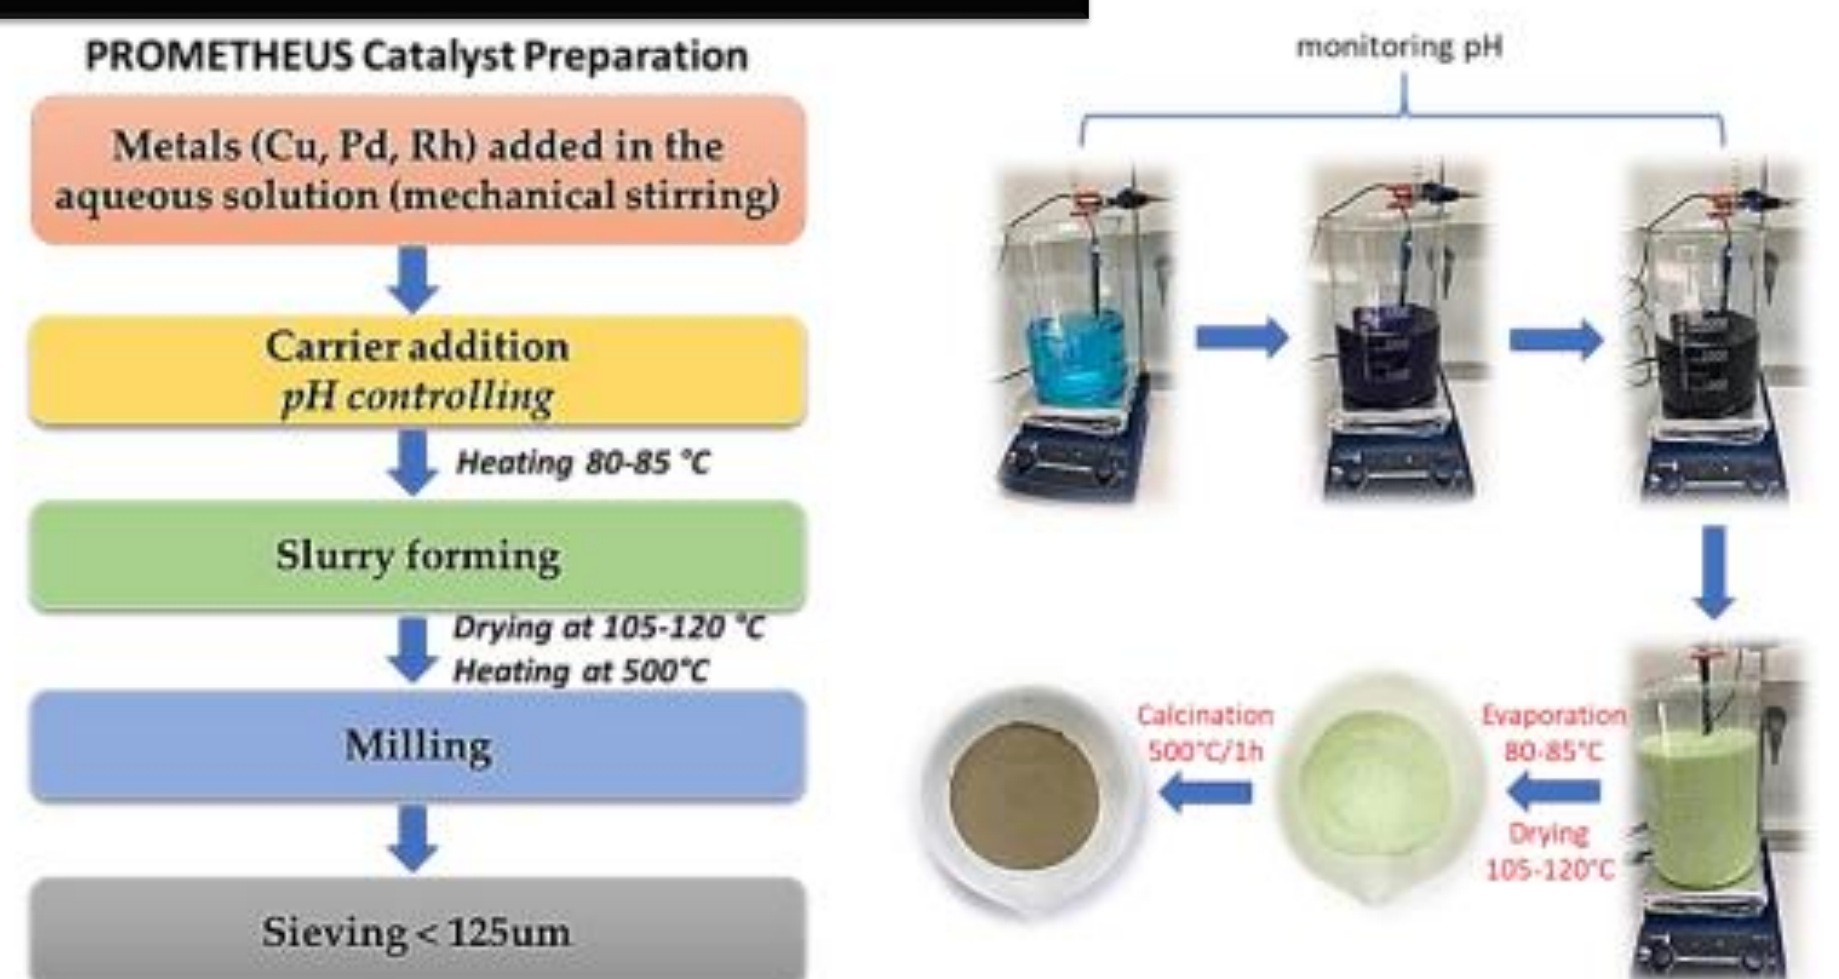 PROMETHEUS Catalyst Preparation
Metals (Cu, Pd, Rh) added in the
aqueous solution (mechanical stirring)
Carrier addition
pH controlling
Heating 80-85 °C
Slurry forming
Drying at 105-120 °C
Heating at 500°C
Milling
Sieving < 125um
monitoring pH
Calcination
500°C/1h
Evaporation
80-85°C
Drying
105-120°C